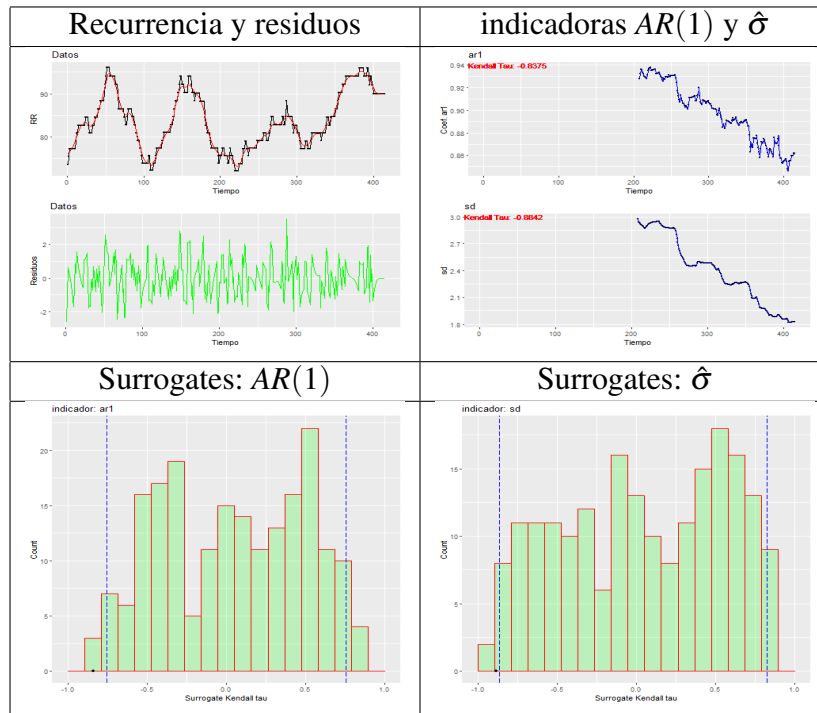 Recurrencia y residuos
indicadoras AR(1) y σ̂
Datos
90
80
RR
0
100
200
300
400
Tiempo
Datos
2
0
-2
Residuos
0
100
200
300
400
Tiempo
ar1
Kendall Tau: -0.8375
0.94
0.92
0.90
0.88
0.86
Coef. ar1
0
100
200
300
400
Tiempo
sd
Kendall Tau: -0.8842
3.0
2.7
2.4
2.1
1.8
sd
0
100
200
300
400
Tiempo
Surrogates: AR(1)
Surrogates: σ̂
indicador: ar1
20
15
10
5
0
Count
-1.0
-0.5
0.0
0.5
1.0
Surrogate Kendall tau
indicador: sd
15
10
5
0
Count
-1.0
-0.5
0.0
0.5
1.0
Surrogate Kendall tau